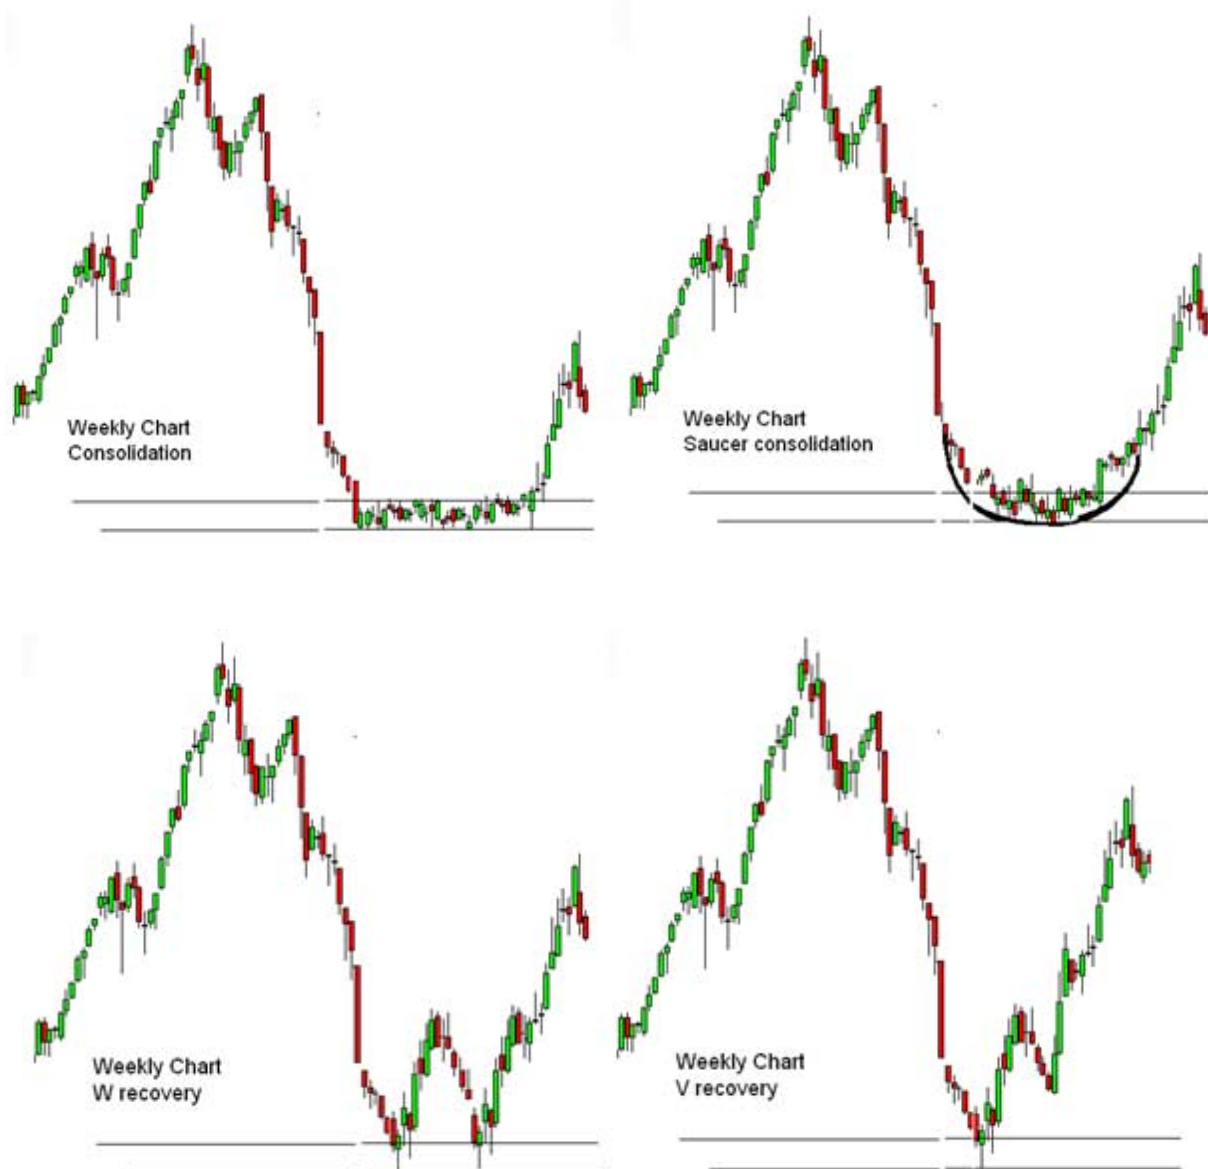 Weekly Chart
Consolidation
Weekly Chart
Saucer consolidation
Weekly Chart
W recovery
Weekly Chart
V recovery